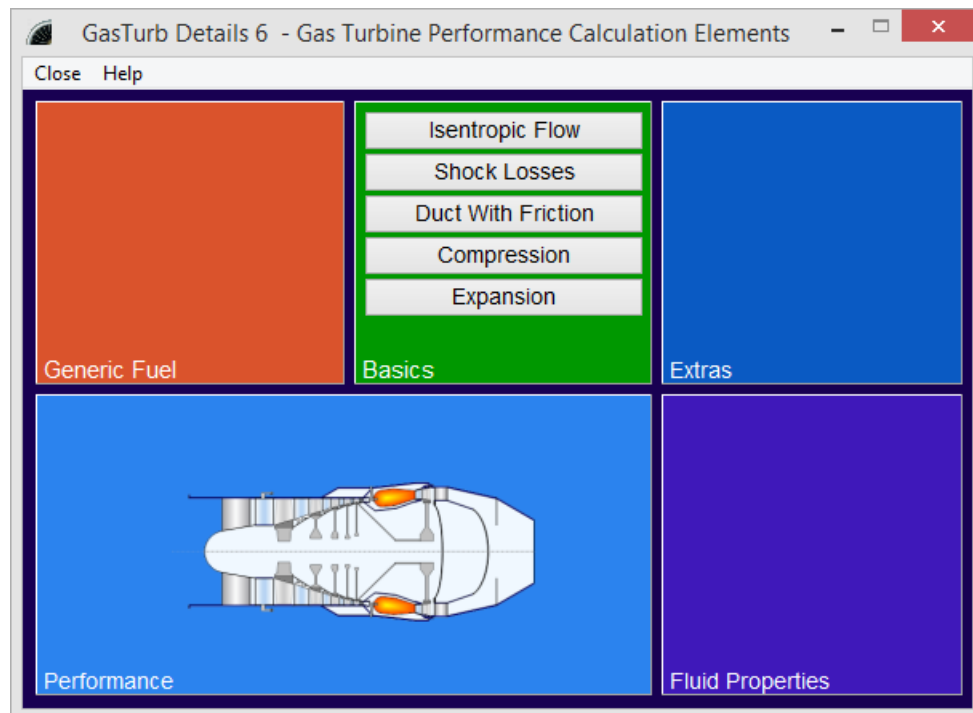 GasTurb Details 6 - Gas Turbine Performance Calculation Elements
Close Help
Isentropic Flow
Shock Losses
Duct With Friction
Compression
Expansion
Generic Fuel
Basics
Extras
Performance
Fluid Properties